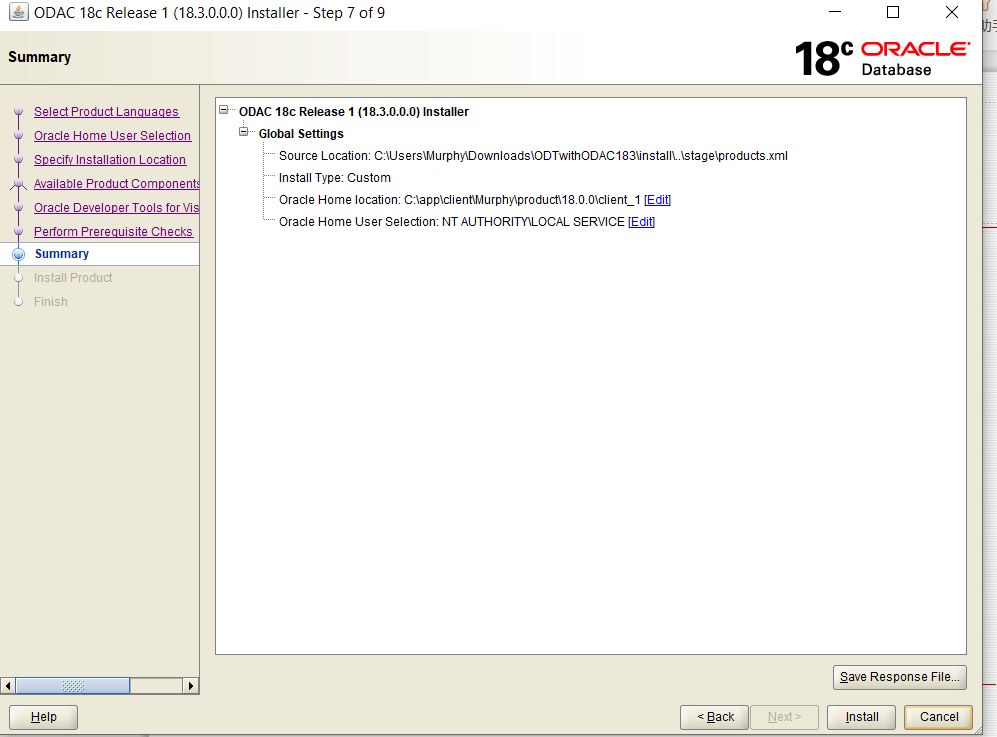 ODAC 18c Release 1 (18.3.0.0.0) Installer - Step 7 of 9
Summary
18c ORACLE
Database
Select Product Languages
Oracle Home User Selection
Specify Installation Location
Available Product Components
Oracle Developer Tools for Vis
Perform Prerequisite Checks
Summary
Install Product
Finish
ODAC 18c Release 1 (18.3.0.0.0) Installer
Global Settings
Source Location: C:\Users\Murphy\Downloads\ODTwithODAC183\install\..\stage\products.xml
Install Type: Custom
Oracle Home location: C:\app\client\Murphy\product\18.0.0\client_1 [Edit]
Oracle Home User Selection: NT AUTHORITY\LOCAL SERVICE [Edit]
Save Response File...
Help
< Back
Next >
Install
Cancel